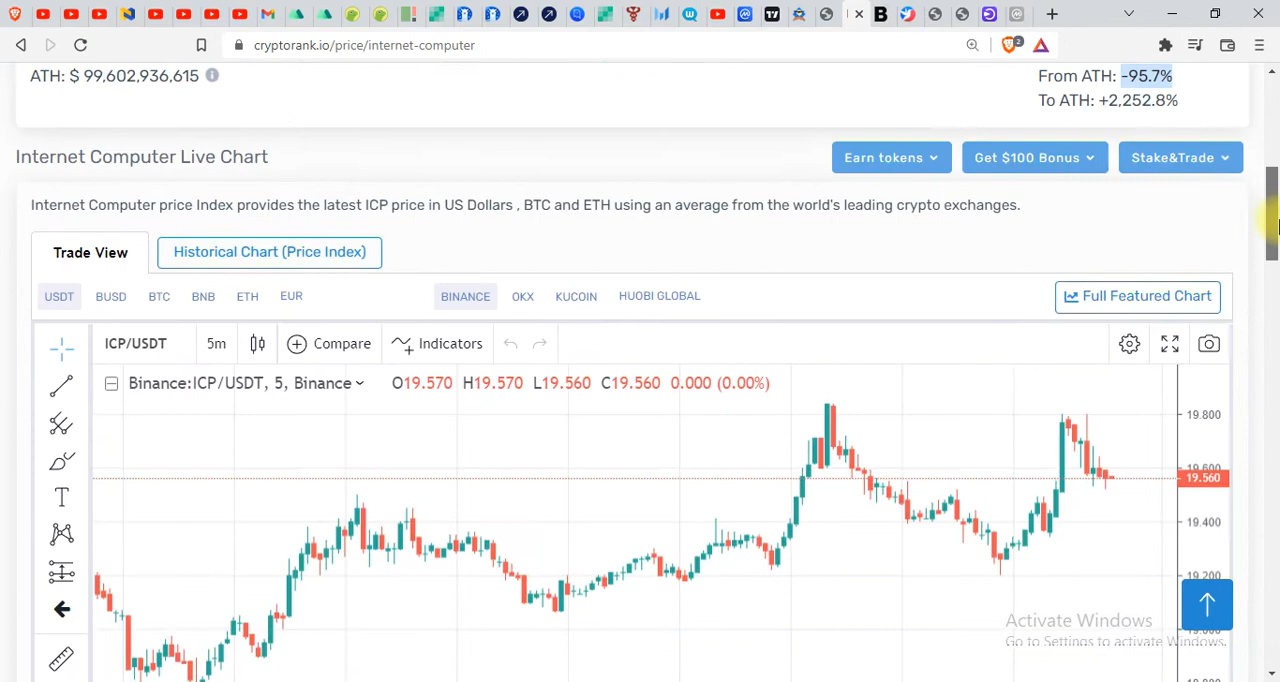 cryptorank.io/price/internet-computer
2
ATH: $ 99,602,936,615
From ATH: -95.7%
To ATH: +2,252.8%
Internet Computer Live Chart
Earn tokens
Get $100 Bonus
Stake&Trade
Internet Computer price Index provides the latest ICP price in US Dollars , BTC and ETH using an average from the world's leading crypto exchanges.
Trade View
Historical Chart (Price Index)
USDT BUSD BTC BNB ETH EUR
BINANCE OKX KUCOIN HUOBI GLOBAL
Full Featured Chart
ICP/USDT 5m Compare Indicators
Binance:ICP/USDT, 5, Binance O19.570 H19.570 L19.560 C19.560 0.000 (0.00%)
19.800
19.600
19.560
19.400
19.200
Activate Windows
Go to Settings to activate Windows.